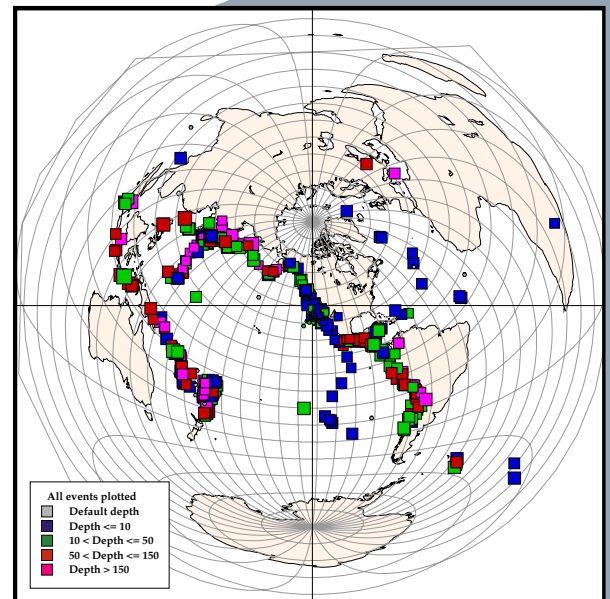 All events plotted
Default depth
Depth <= 10
10 < Depth <= 50
50 < Depth <= 150
Depth > 150